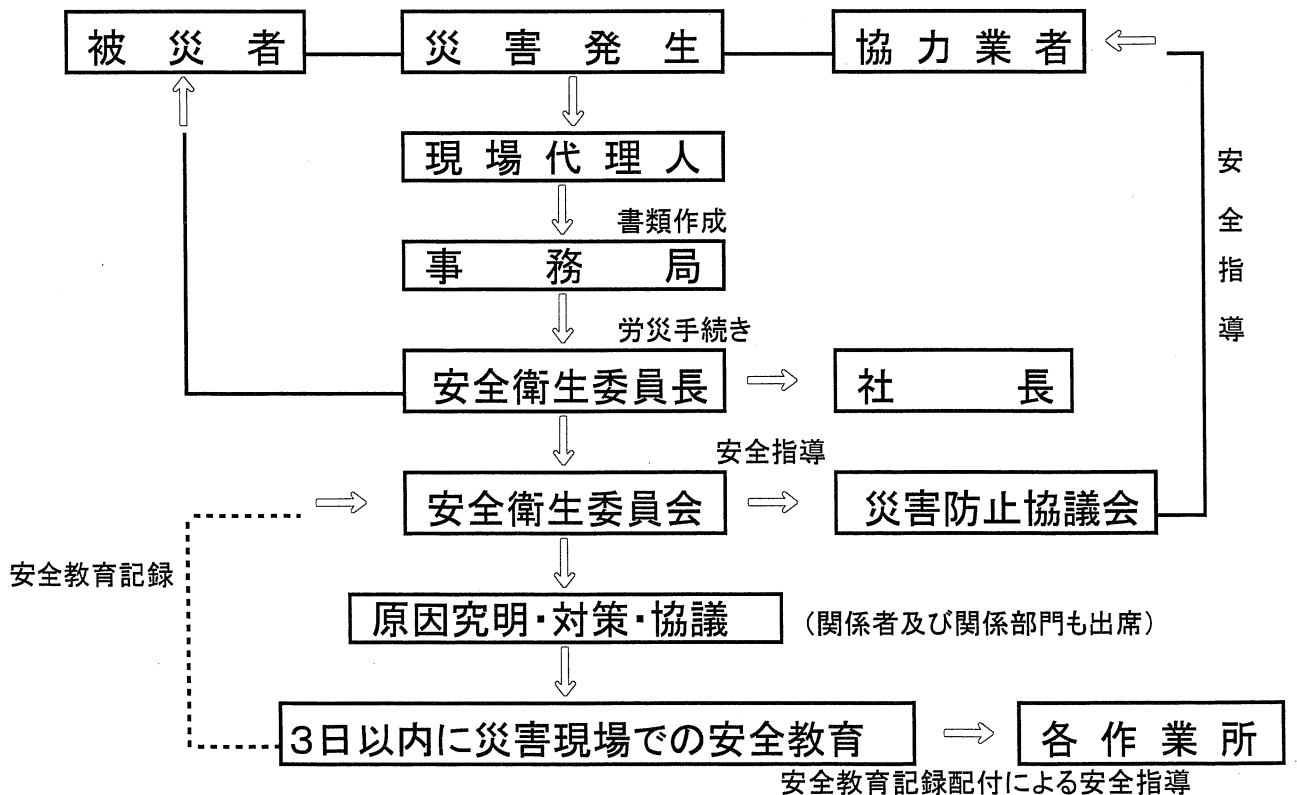 被災者
災害発生
協力業者
現場代理人
書類作成
事務局
労災手続き
安全衛生委員長
社長
安全指導
安全指導
安全衛生委員会
災害防止協議会
安全教育記録
原因究明・対策・協議
（関係者及び関係部門も出席）
３日以内に災害現場での安全教育
各作業所
安全教育記録配付による安全指導